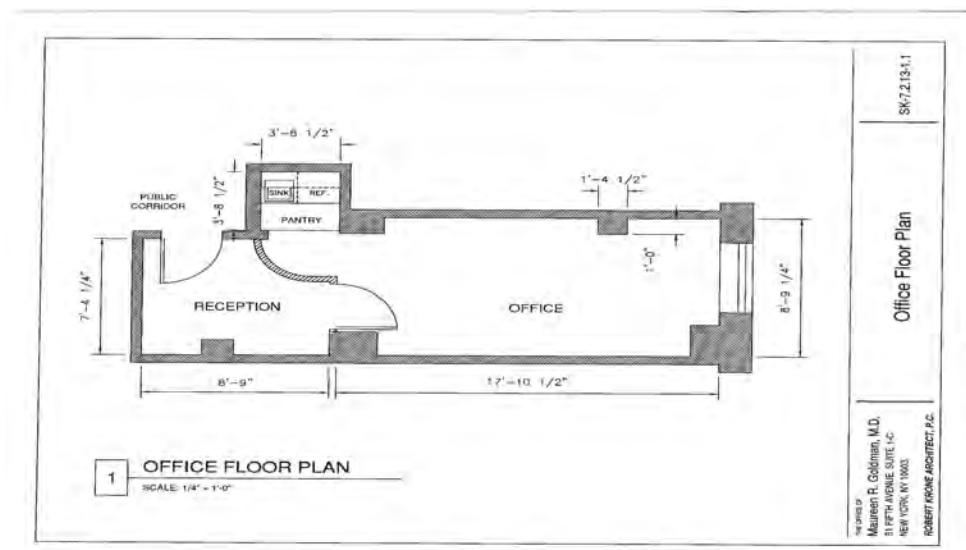 3'-8 1/2"
1'-4 1/2"
3'-8 1/2"
SINK
REF.
PUBLIC
CORRIDOR
PANTRY
1'-0"
7'-4 1/4"
RECEPTION
OFFICE
8'-9 1/4"
8'-9"
17'-10 1/2"
1
OFFICE FLOOR PLAN
SCALE: 1/4" = 1'-0"
SK-7.2.13-1.1
Office Floor Plan
THE OFFICE OF
Maureen R. Goldman, M.D.
51 FIFTH AVENUE, SUITE 1-C
NEW YORK, NY 10003
ROBERT KRONE ARCHITECT, P.C.